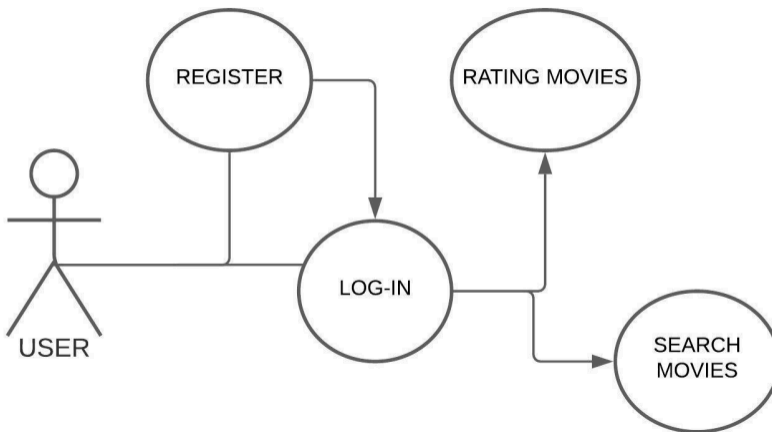 REGISTER
RATING MOVIES
LOG-IN
USER
SEARCH
MOVIES